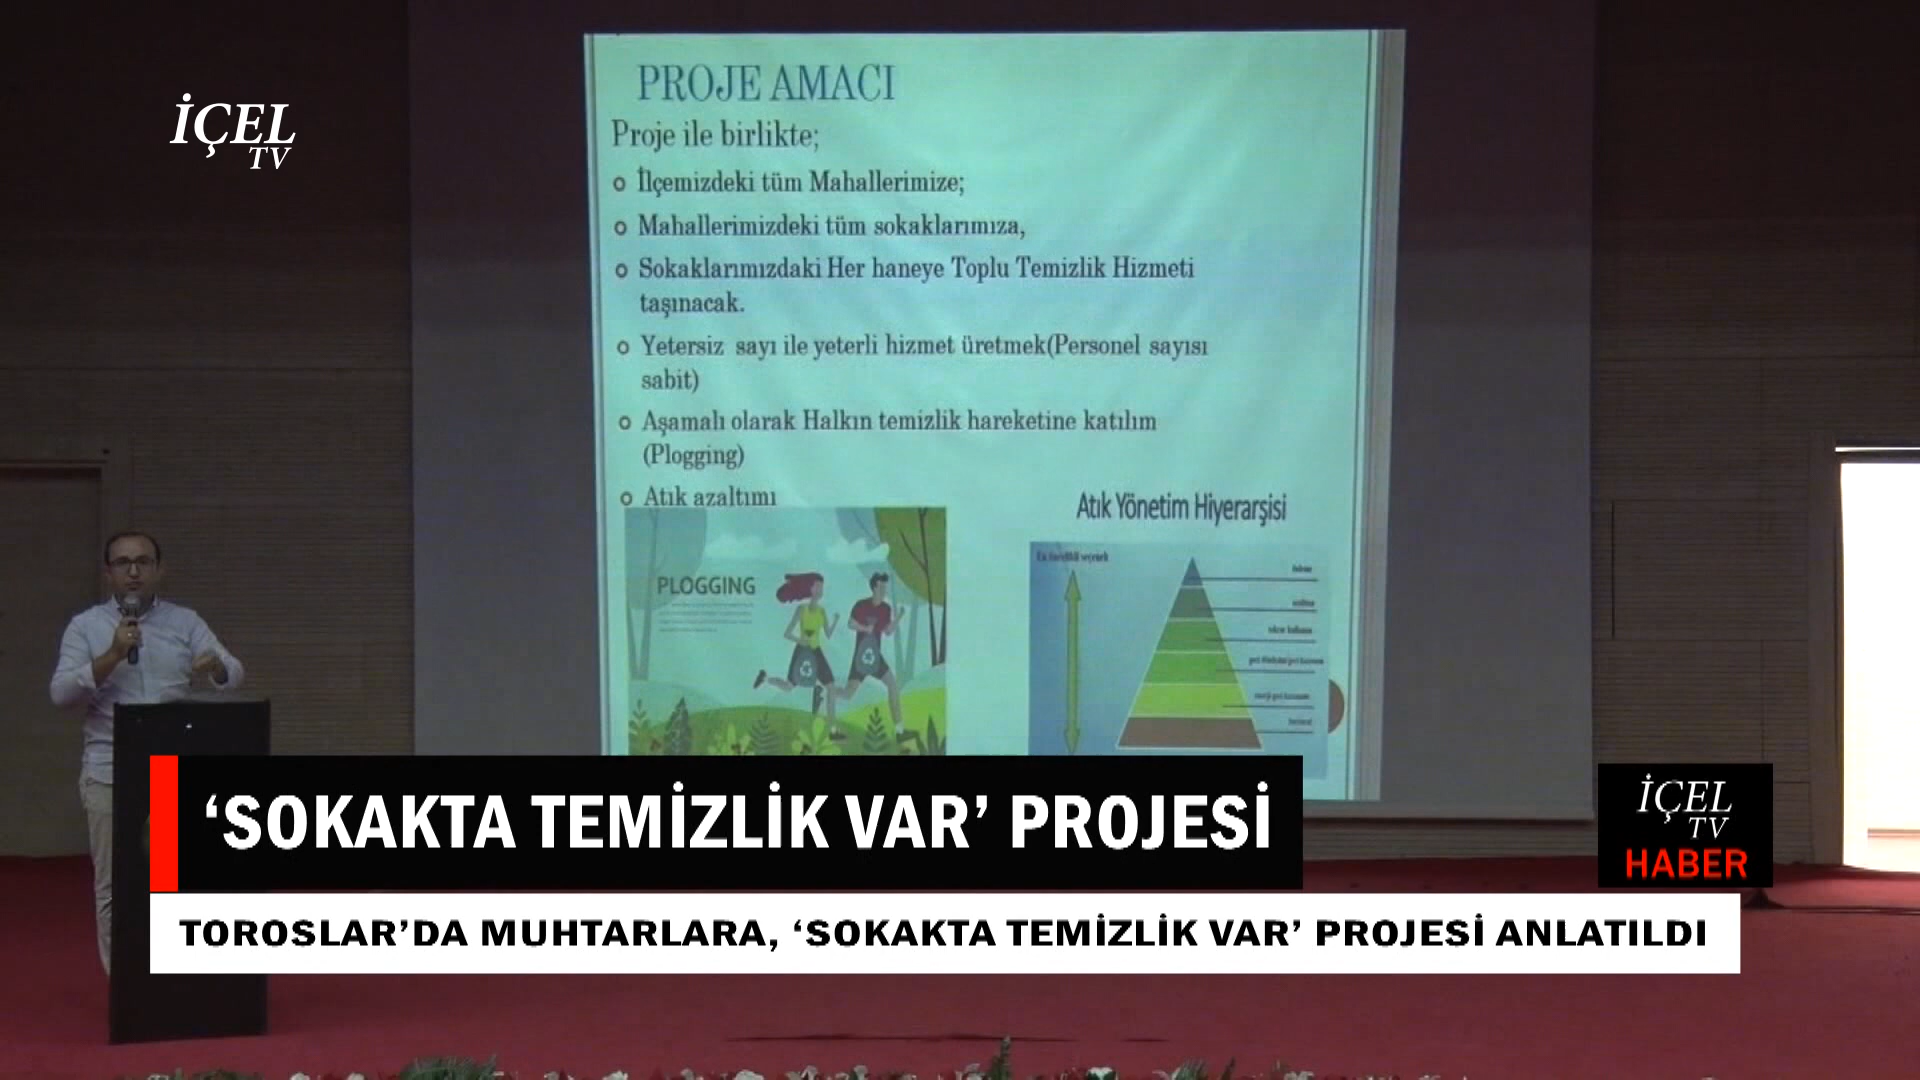 İÇEL
TV
PROJE AMACI
Proje ile birlikte;
İlçemizdeki tüm Mahallerimize;
Mahallerimizdeki tüm sokaklarımıza,
Sokaklarımızdaki Her haneye Toplu Temizlik Hizmeti
taşınacak.
Yetersiz sayı ile yeterli hizmet üretmek(Personel sayısı
sabit)
Aşamalı olarak Halkın temizlik hareketine katılım
(Plogging)
Atık azaltımı
Atık Yönetim Hiyerarşisi
PLOGGING
‘SOKAKTA TEMİZLİK VAR’ PROJESİ
İÇEL
TV
HABER
TOROSLAR’DA MUHTARLARA, ‘SOKAKTA TEMİZLİK VAR’ PROJESİ ANLATILDI